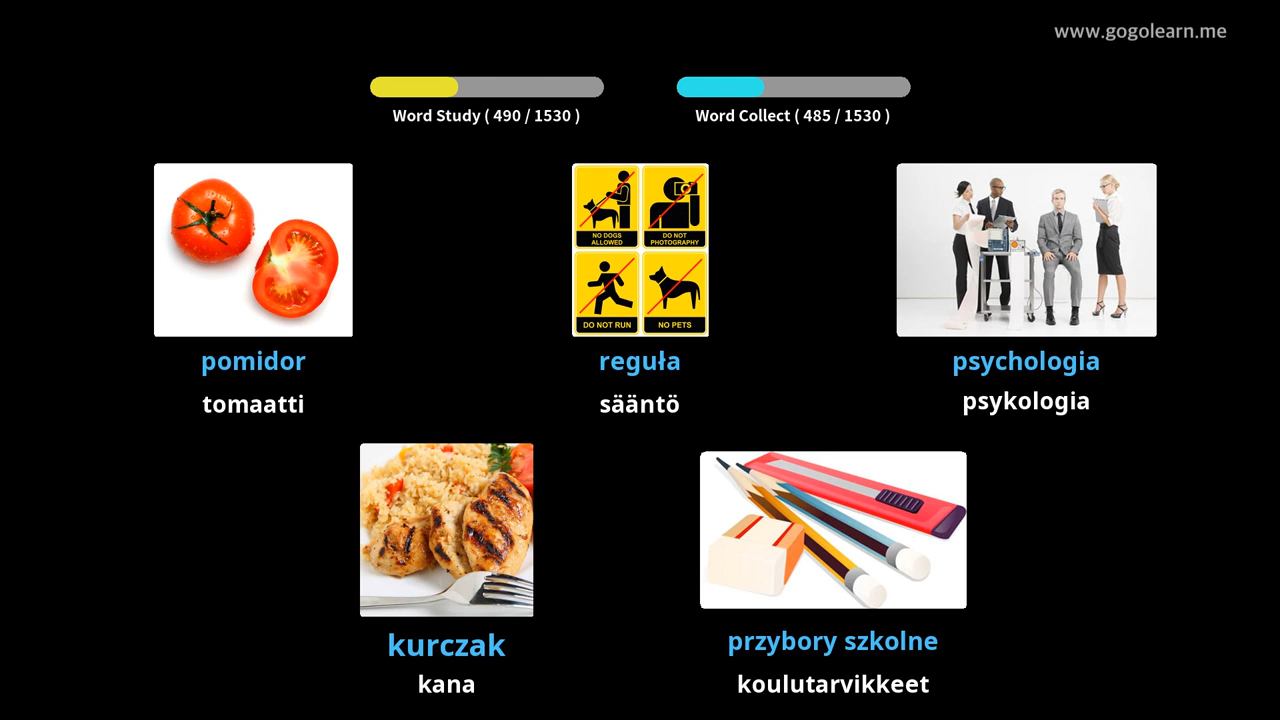 www.gogolearn.me
Word Study ( 490 / 1530 )
Word Collect ( 485 / 1530 )
NO DOGS
ALLOWED
DO NOT
PHOTOGRAPHY
DO NOT RUN
NO PETS
pomidor
reguła
psychologia
tomaatti
sääntö
psykologia
kurczak
przybory szkolne
kana
koulutarvikkeet